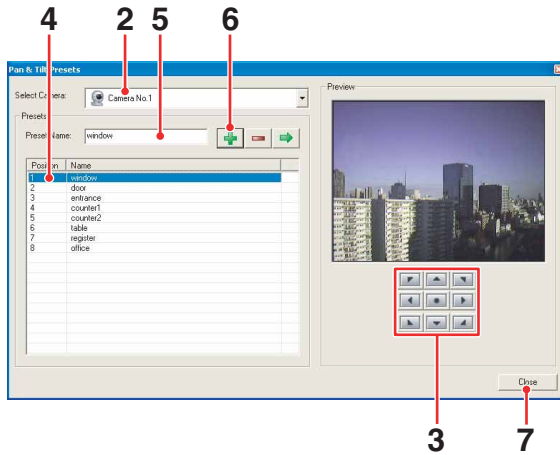 4 2 5 6
Pan & Tilt Presets
Select Camera: Camera No.1
Preview
Presets
Preset Name: window
Position Name
1 window
2 door
3 entrance
4 counter1
5 counter2
6 table
7 register
8 office
Close
3 7